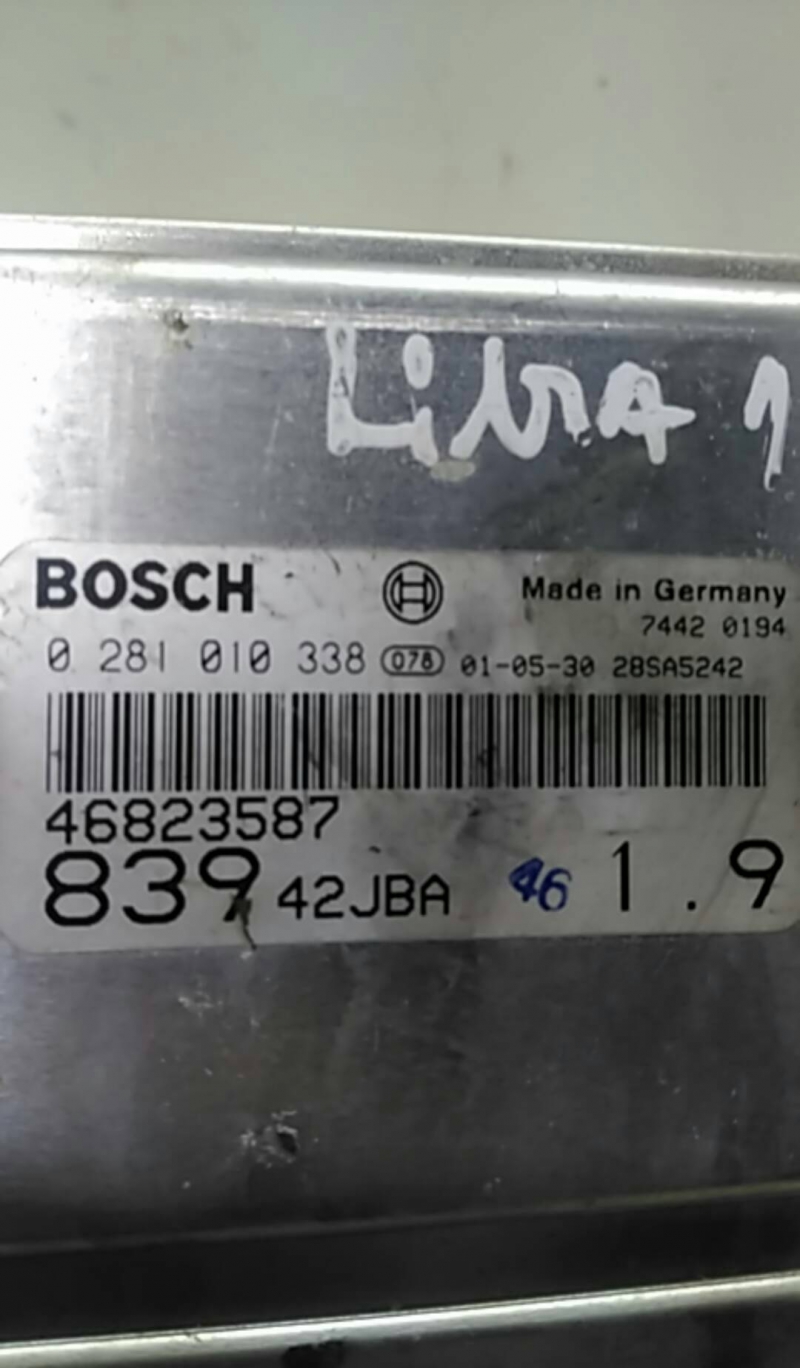 Libra 1
BOSCH Made in Germany
7442 0194
0 281 010 338 078 01-05-30 28SA5242
46823587
839 42JBA 46 1.9